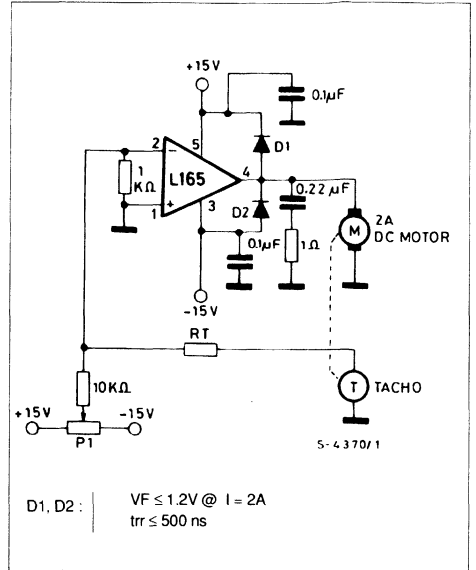 +15V
0.1µF
2
5
D1
1
KΩ
L165
4
0.22 µF
D2
1
3
0.1µF
1Ω
2A
M
DC MOTOR
-15V
RT
10KΩ
T
TACHO
+15V
-15V
P1
S-4370/1
D1, D2 :
VF ≤ 1.2V @ I = 2A
trr ≤ 500 ns